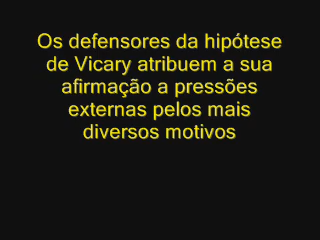 Os defensores da hipótese
de Vicary atribuem a sua
afirmação a pressões
externas pelos mais
diversos motivos